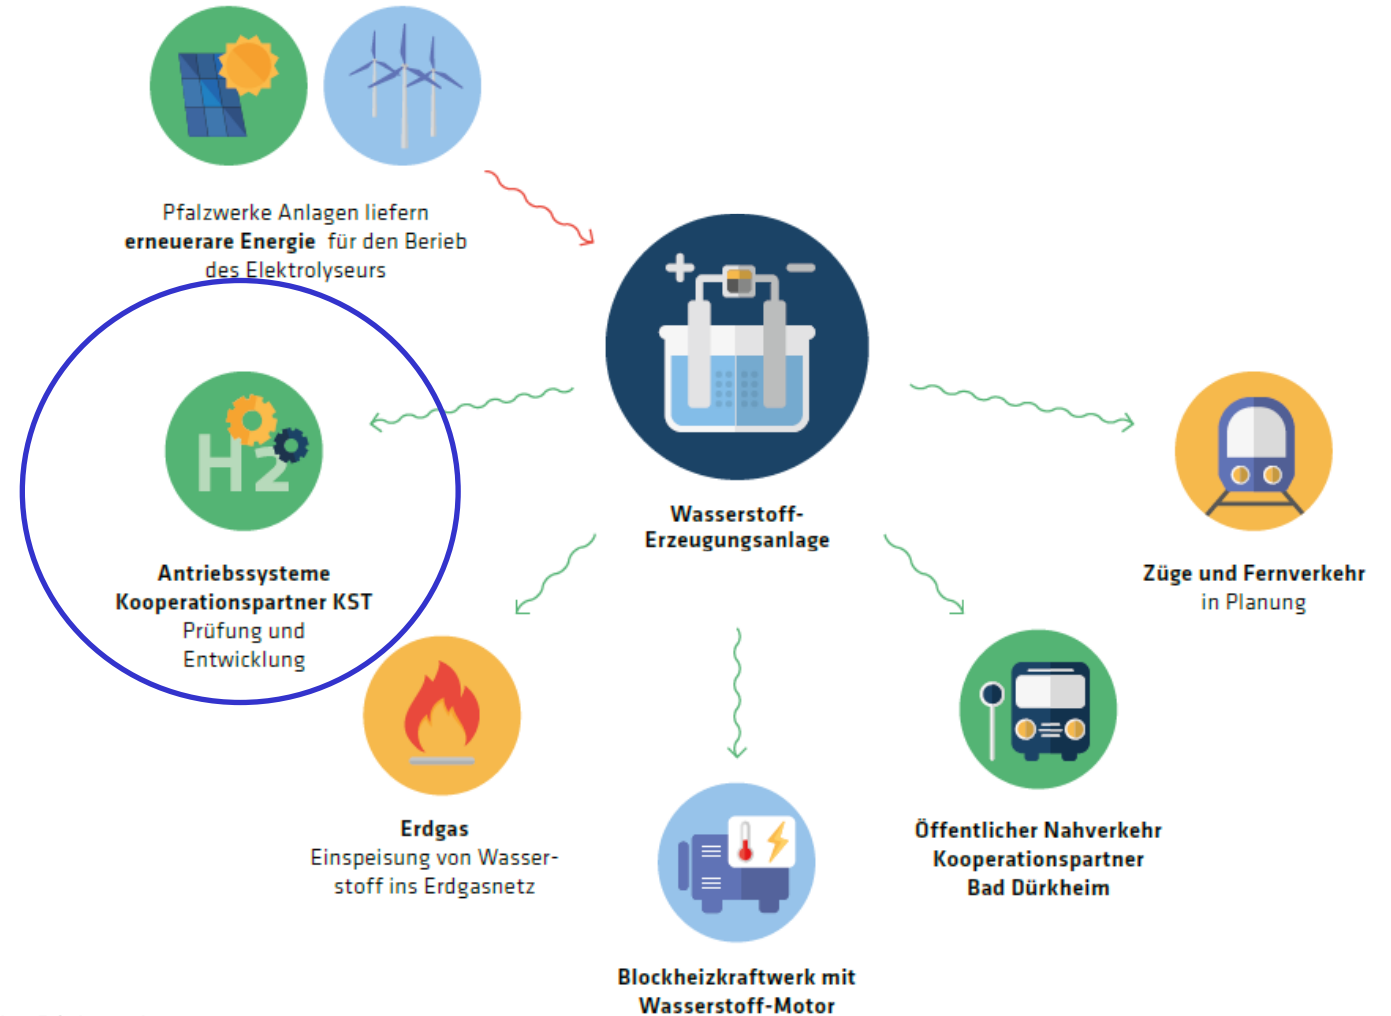 Pfalzwerke Anlagen liefern
erneuerare Energie für den Berieb
des Elektrolyseurs
H2
Antriebssysteme
Kooperationspartner KST
Prüfung und
Entwicklung
Wasserstoff-
Erzeugungsanlage
Züge und Fernverkehr
in Planung
Erdgas
Einspeisung von Wasser-
stoff ins Erdgasnetz
Öffentlicher Nahverkehr
Kooperationspartner
Bad Dürkheim
Blockheizkraftwerk mit
Wasserstoff-Motor